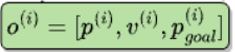 o^{(i)} = [p^{(i)}, v^{(i)}, p_{goal}^{(i)}]